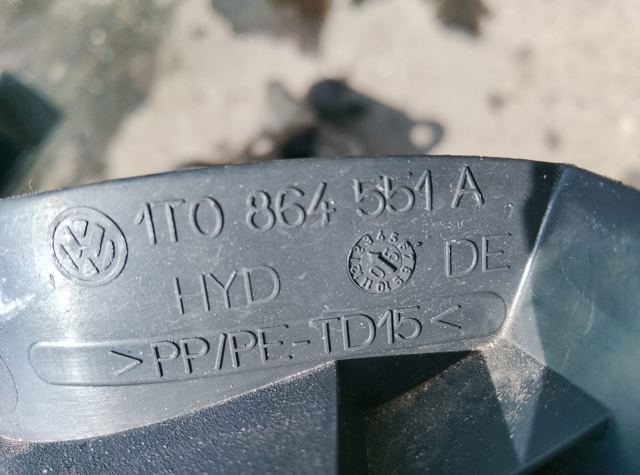 1T0 864 551 A
HYD DE
>PP/PE-TD15<